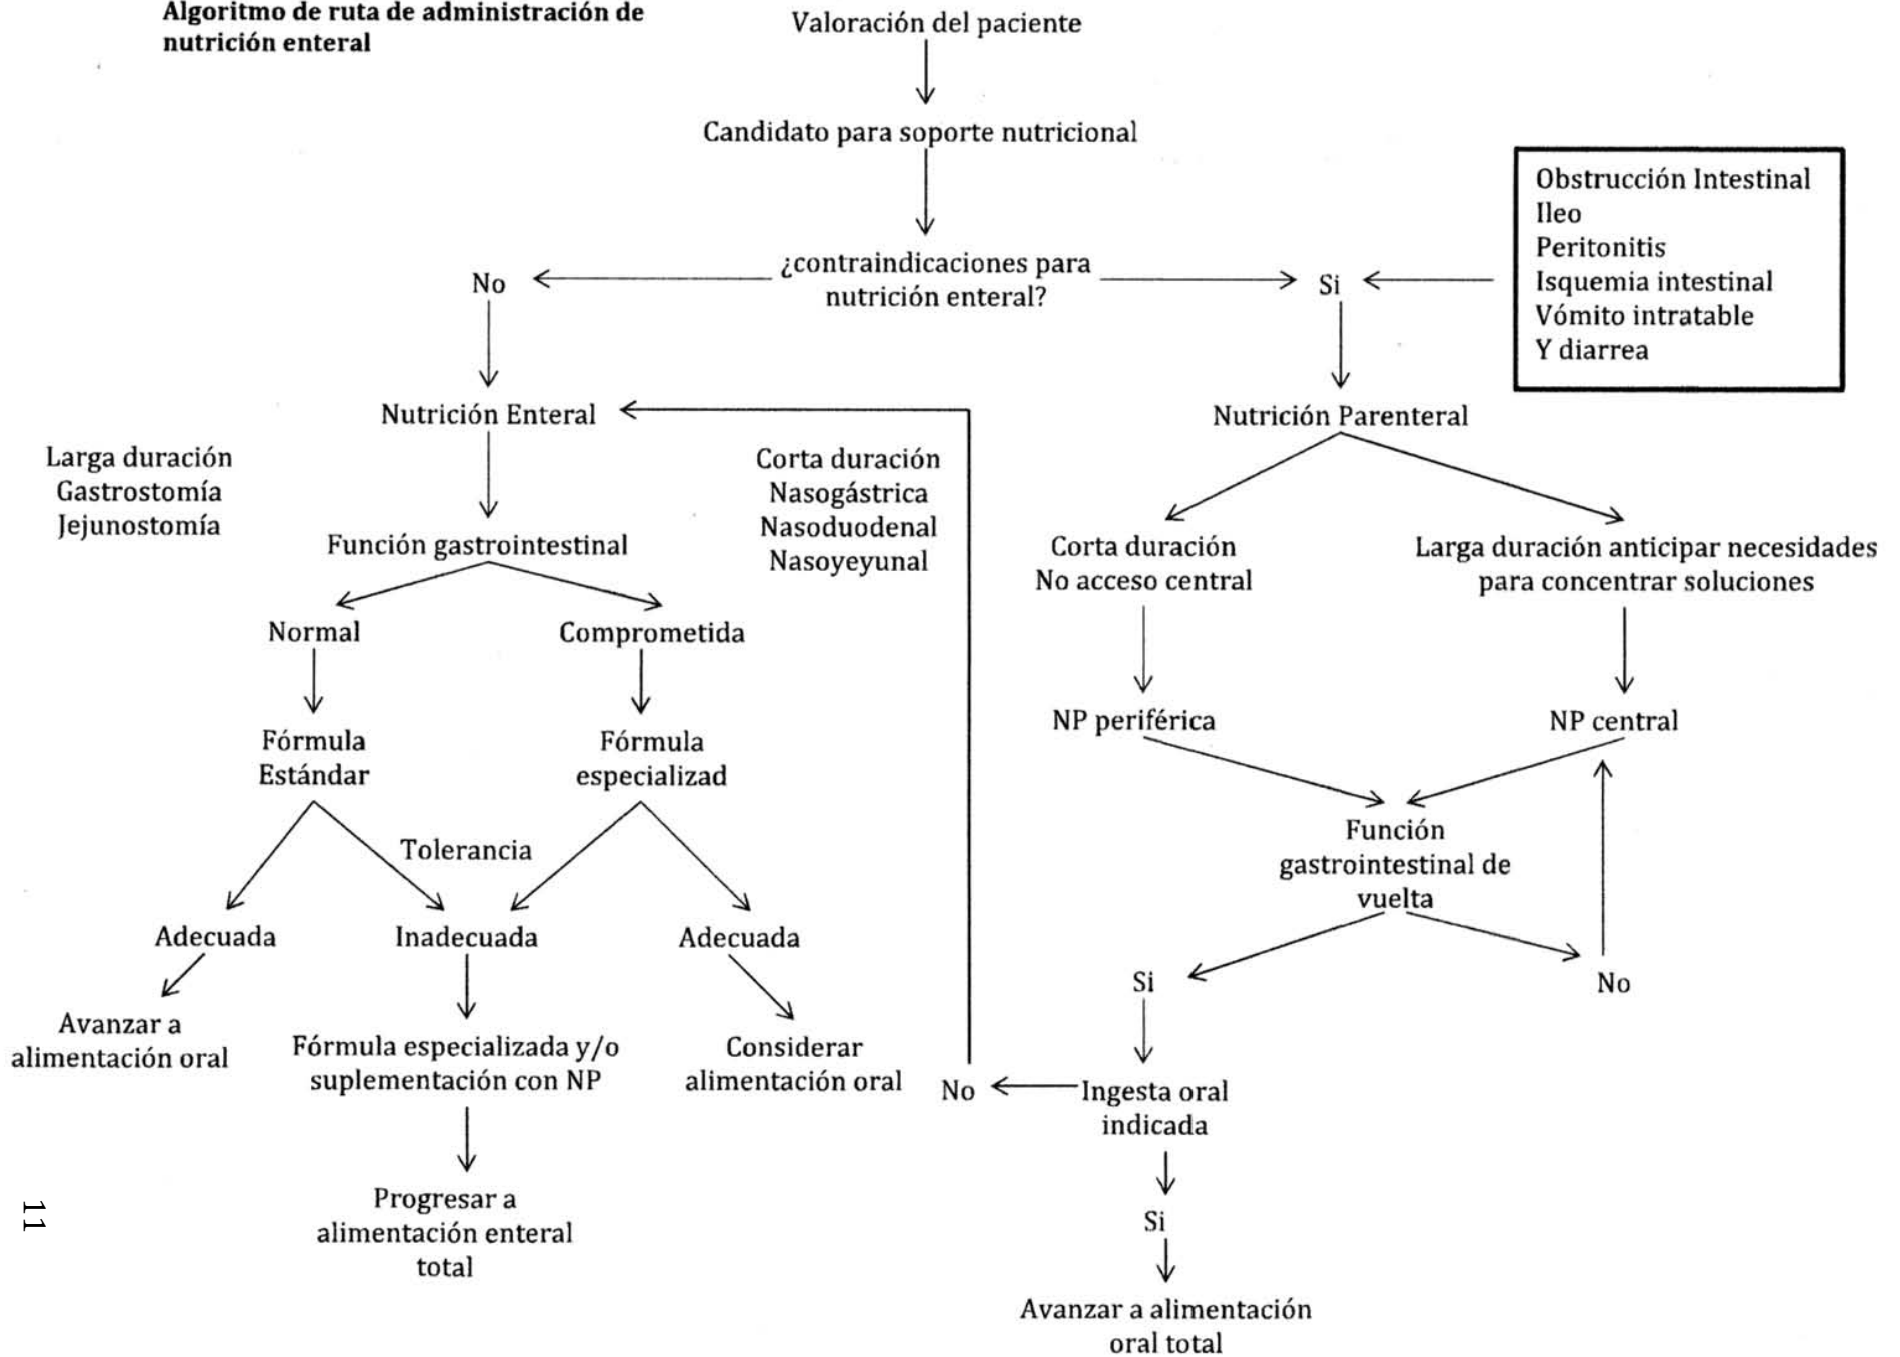 Algoritmo de ruta de administración de
nutrición enteral
Valoración del paciente
Candidato para soporte nutricional
¿contraindicaciones para
nutrición enteral?
No
Si
Obstrucción Intestinal
Ileo
Peritonitis
Isquemia intestinal
Vómito intratable
Y diarrea
Nutrición Enteral
Larga duración
Gastrostomía
Jejunostomía
Corta duración
Nasogástrica
Nasoduodenal
Nasoyeyunal
Función gastrointestinal
Normal
Comprometida
Fórmula
Estándar
Fórmula
especializad
Tolerancia
Adecuada
Inadecuada
Adecuada
Avanzar a
alimentación oral
Fórmula especializada y/o
suplementación con NP
Considerar
alimentación oral
Progresar a
alimentación enteral
total
Nutrición Parenteral
Corta duración
No acceso central
Larga duración anticipar necesidades
para concentrar soluciones
NP periférica
NP central
Función
gastrointestinal de
vuelta
Si
No
Ingesta oral
indicada
No
Si
Avanzar a alimentación
oral total
11